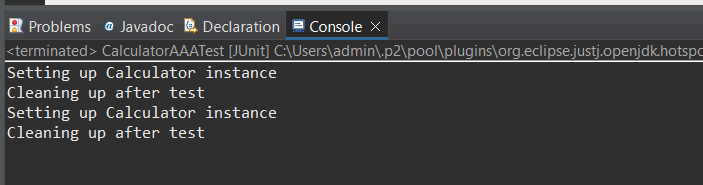 Problems @ Javadoc Declaration Console
<terminated> CalculatorAAATest [JUnit] C:\Users\admin\.p2\pool\plugins\org.eclipse.justj.openjdk.hotspo
Setting up Calculator instance
Cleaning up after test
Setting up Calculator instance
Cleaning up after test